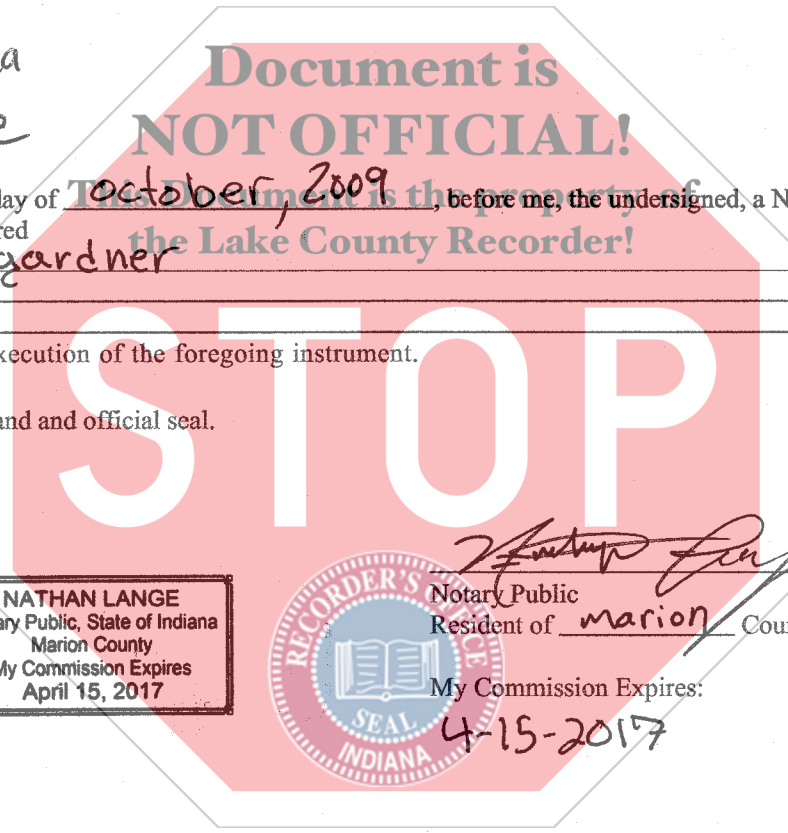 a
Document is
NOT OFFICIAL!
lay of october, 2009, before me, the undersigned, a N
This Document is the property of
red
the Lake County Recorder!
gardner
STOP
xecution of the foregoing instrument.
and and official seal.
NATHAN LANGE
ary Public, State of Indiana
Marion County
My Commission Expires
April 15, 2017
RECORDER'S OFFICE
SEAL
INDIANA
Notary Public
Resident of marion Coun
My Commission Expires:
4-15-2017